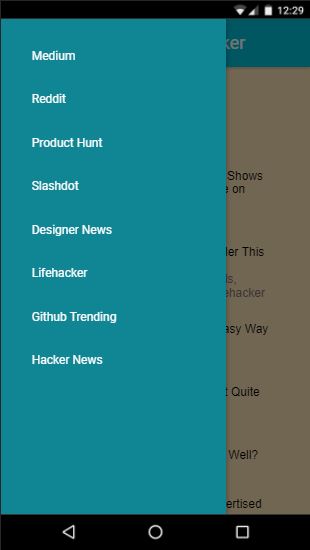 12:29
ker
Medium
Reddit
Product Hunt
Shows
Slashdot
e on
Designer News
ler This
Lifehacker
ls,
ehacker
Github Trending
asy Way
Hacker News
t Quite
Well?
ertised